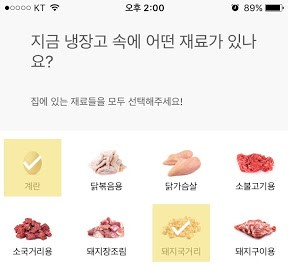 KT 오후 2:00 89%
지금 냉장고 속에 어떤 재료가 있나
요?
집에 있는 재료들을 모두 선택해주세요!
계란 닭볶음용 닭가슴살 소불고기용
소국거리용 돼지장조림 돼지국거리 돼지구이용